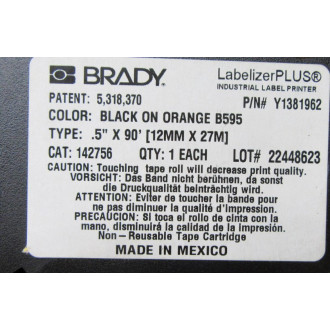 BRADY. LabelizerPLUS®
INDUSTRIAL LABEL PRINTER
PATENT: 5,318,370 P/N# Y1381962
COLOR: BLACK ON ORANGE B595
TYPE: .5" X 90' [12MM X 27M]
CAT: 142756 QTY: 1 EACH LOT# 22448623
CAUTION: Touching tape roll will decrease print quality.
VORSICHT: Das Band nicht berühren, da dies sonst
die Druckqualität beeinträchtig wird.
ATTENTION: Eviter de toucher la bande pour
ne pas diminuer la qualité d'impression.
PRECAUCION: Si toca el rollo de cinta con la
mano, disminuirá la calidad de impresión.
Non - Reusable Tape Cartridge
MADE IN MEXICO